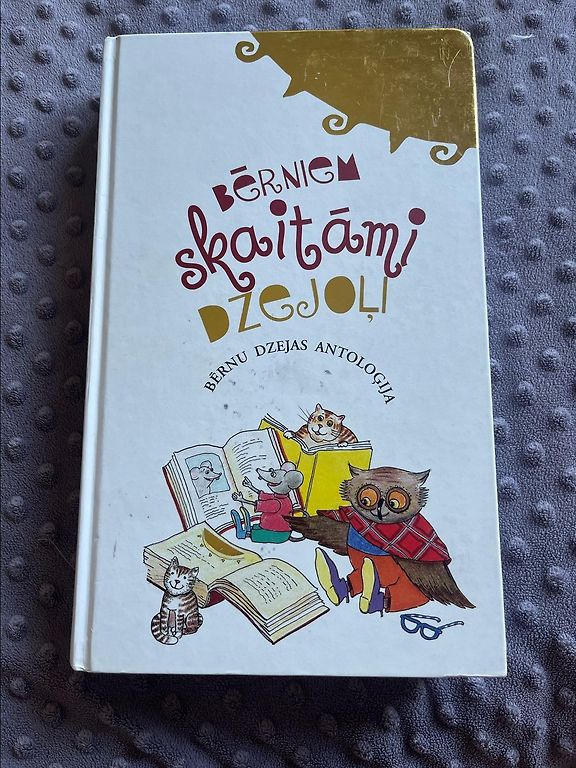 BĒRNIEM
skaitāmi
DZEJOĻI
BĒRNU DZEJAS ANTOLOĢIJA